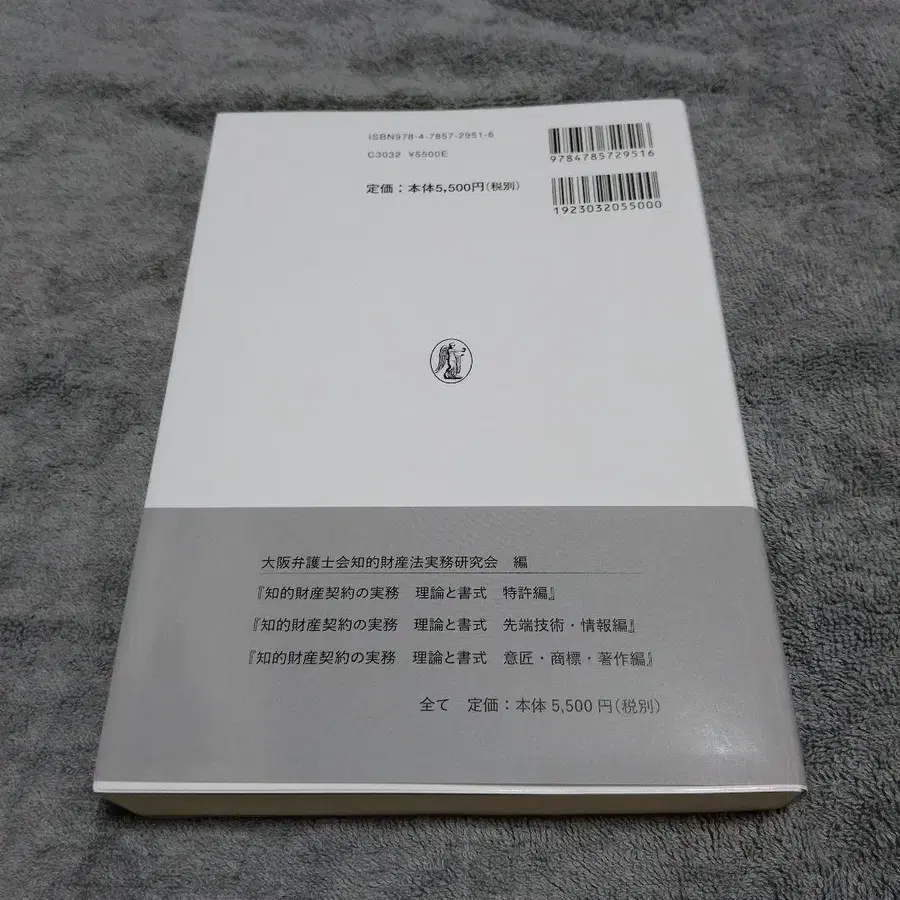 ISBN978-4-7857-2951-6
C3032 ¥5500E
定価：本体5,500円(税別)
9784785729516
1923032055000
大阪弁護士会知的財産法実務研究会　編
『知的財産契約の実務　理論と書式　特許編』
『知的財産契約の実務　理論と書式　先端技術・情報編』
『知的財産契約の実務　理論と書式　意匠・商標・著作編』
全て　定価：本体 5,500 円(税別)